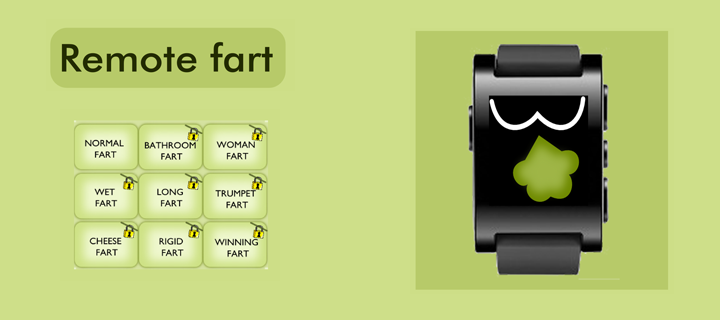 Remote fart
NORMAL
FART
BATHROOM
FART
WOMAN
FART
WET
FART
LONG
FART
TRUMPET
FART
CHEESE
FART
RIGID
FART
WINNING
FART